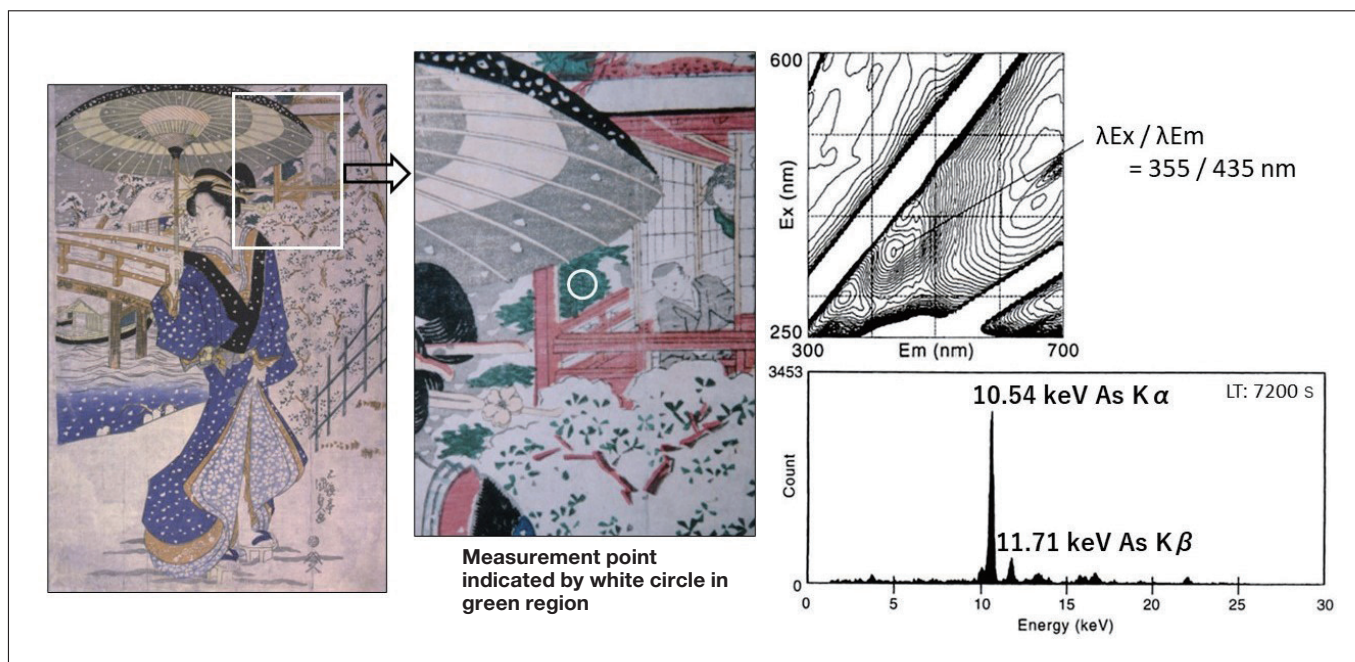 600
Ex (nm)
250
300
Em (nm)
700
λEx / λEm
= 355 / 435 nm
3453
10.54 keV As Kα
LT: 7200 s
Count
11.71 keV As Kβ
0
0
5
10
15
20
25
30
Energy (keV)
Measurement point
indicated by white circle in
green region